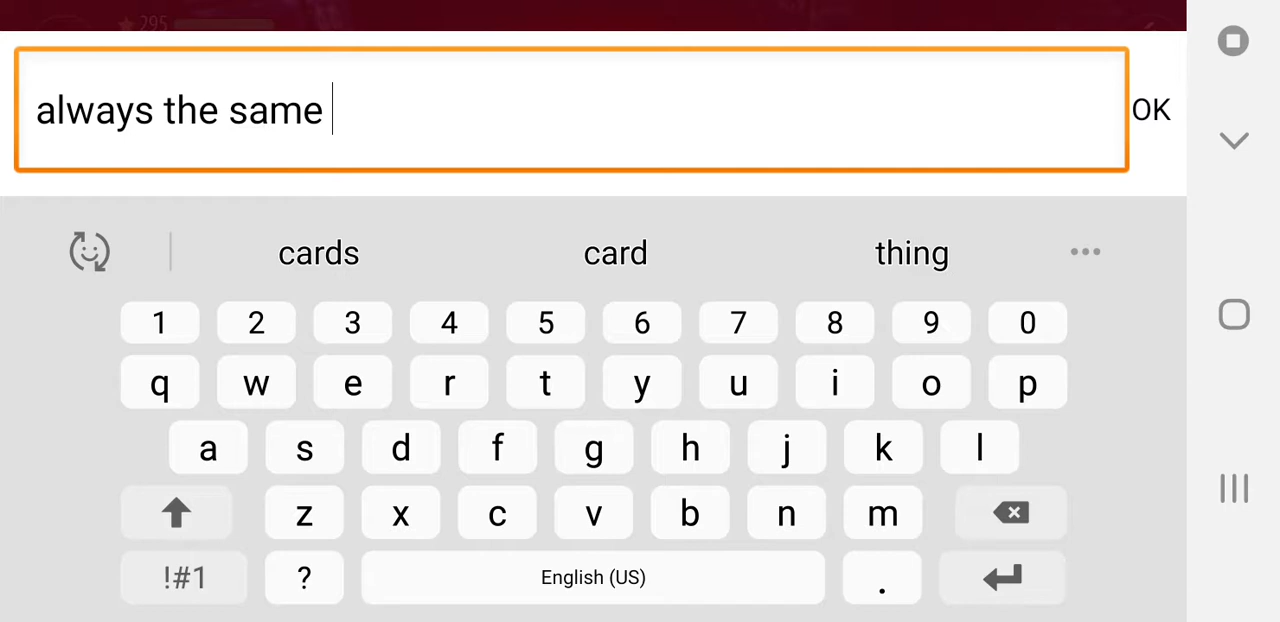 295
always the same
OK
cards card thing
1 2 3 4 5 6 7 8 9 0
q w e r t y u i o p
a s d f g h j k l
z x c v b n m
!#1 ? English (US) .